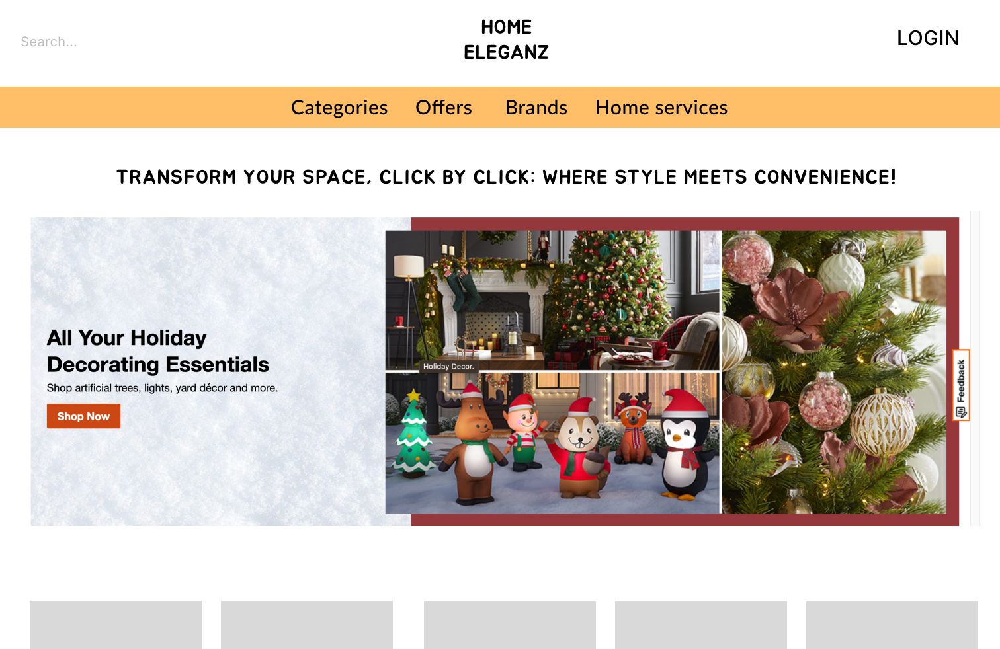 Search...
HOME
ELEGANZ
LOGIN
Categories Offers Brands Home services
TRANSFORM YOUR SPACE, CLICK BY CLICK: WHERE STYLE MEETS CONVENIENCE!
All Your Holiday
Decorating Essentials
Shop artificial trees, lights, yard décor and more.
Shop Now
Holiday Decor.
Feedback